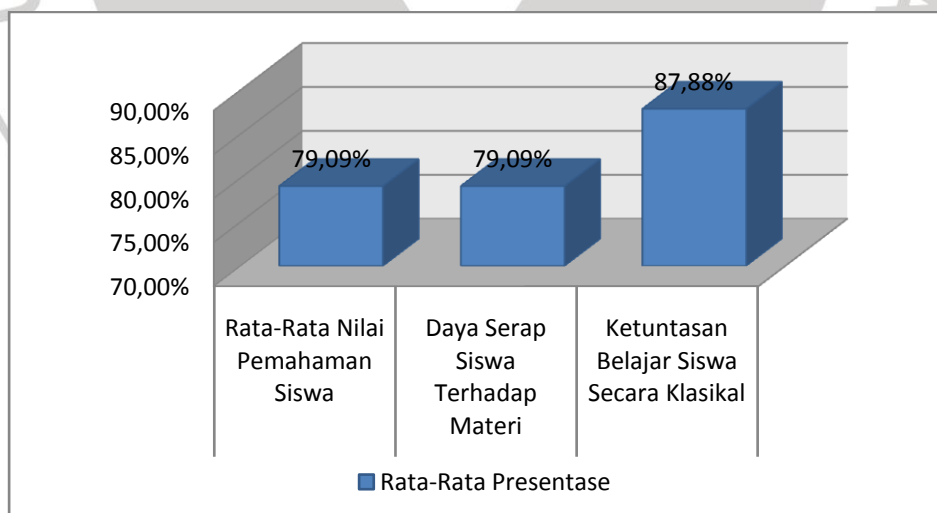 90,00%
85,00%
80,00%
75,00%
70,00%
79,09%
79,09%
87,88%
Rata-Rata Nilai
Pemahaman
Siswa
Daya Serap
Siswa
Terhadap
Materi
Ketuntasan
Belajar Siswa
Secara Klasikal
Rata-Rata Presentase